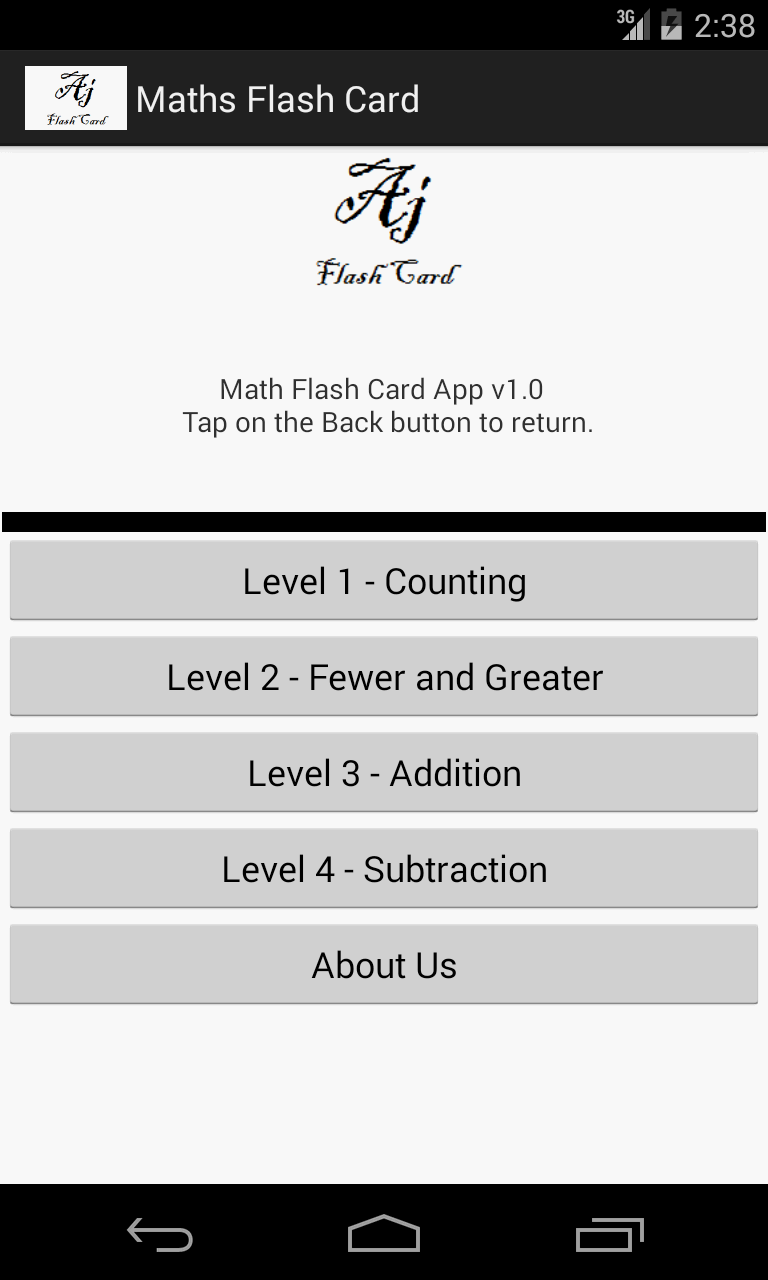 3G 2:38
Aj
Flash Card
Maths Flash Card
Aj
Flash Card
Math Flash Card App v1.0
Tap on the Back button to return.
Level 1 - Counting
Level 2 - Fewer and Greater
Level 3 - Addition
Level 4 - Subtraction
About Us